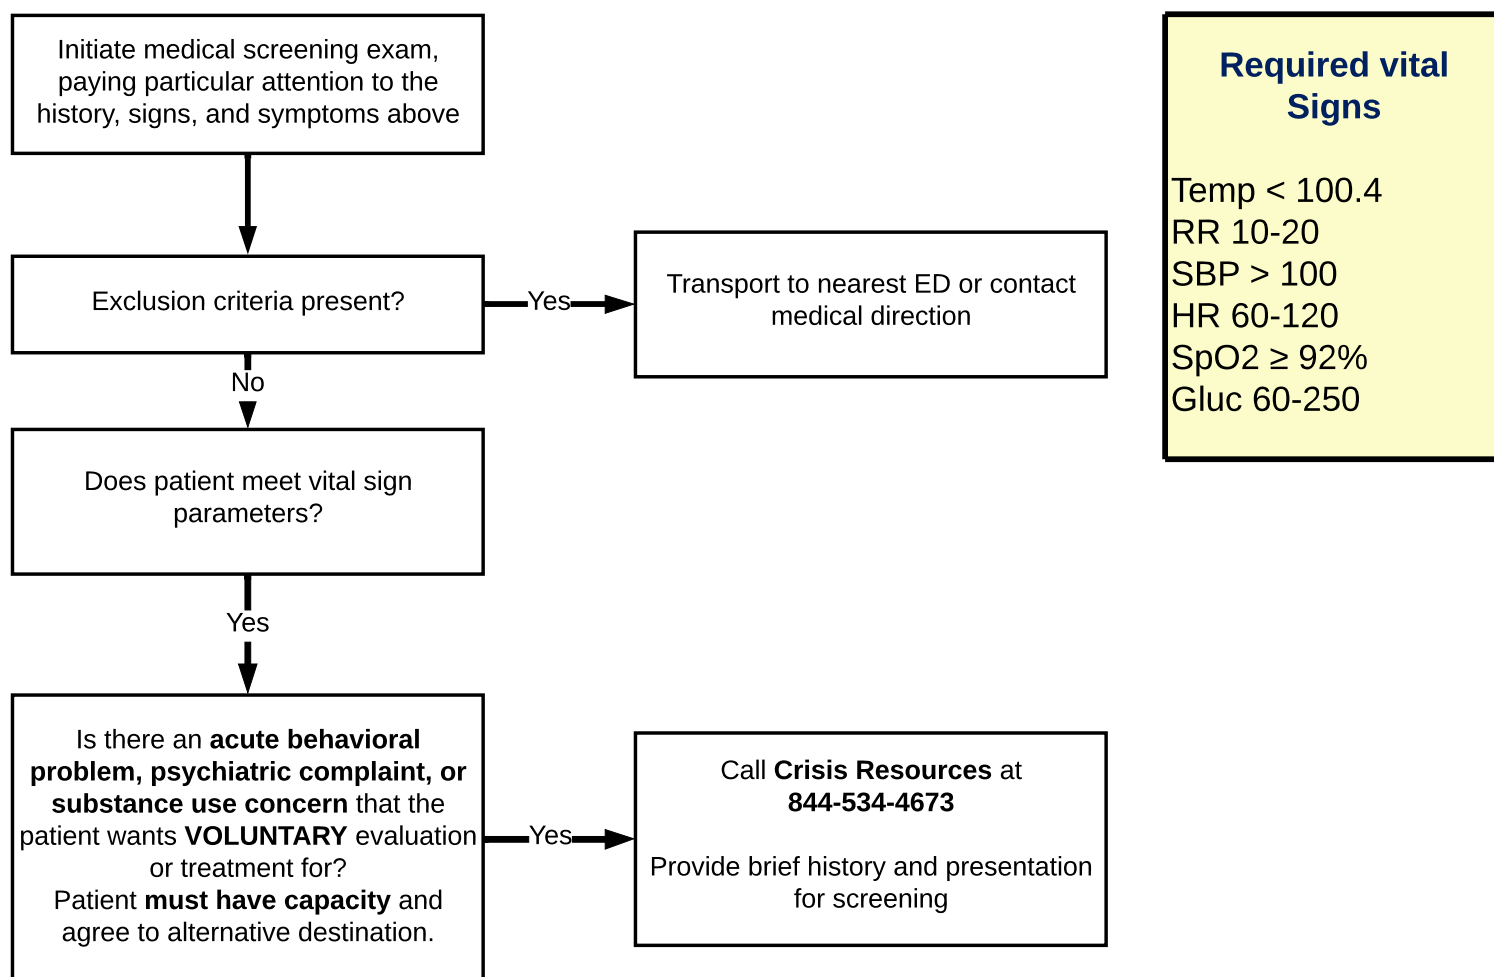 Initiate medical screening exam,
paying particular attention to the
history, signs, and symptoms above
Exclusion criteria present?
Yes
Transport to nearest ED or contact
medical direction
No
Does patient meet vital sign
parameters?
Yes
Is there an acute behavioral
problem, psychiatric complaint, or
substance use concern that the
patient wants VOLUNTARY evaluation
or treatment for?
Patient must have capacity and
agree to alternative destination.
Yes
Call Crisis Resources at
844-534-4673
Provide brief history and presentation
for screening
Required vital
Signs
Temp < 100.4
RR 10-20
SBP > 100
HR 60-120
SpO2 ≥ 92%
Gluc 60-250